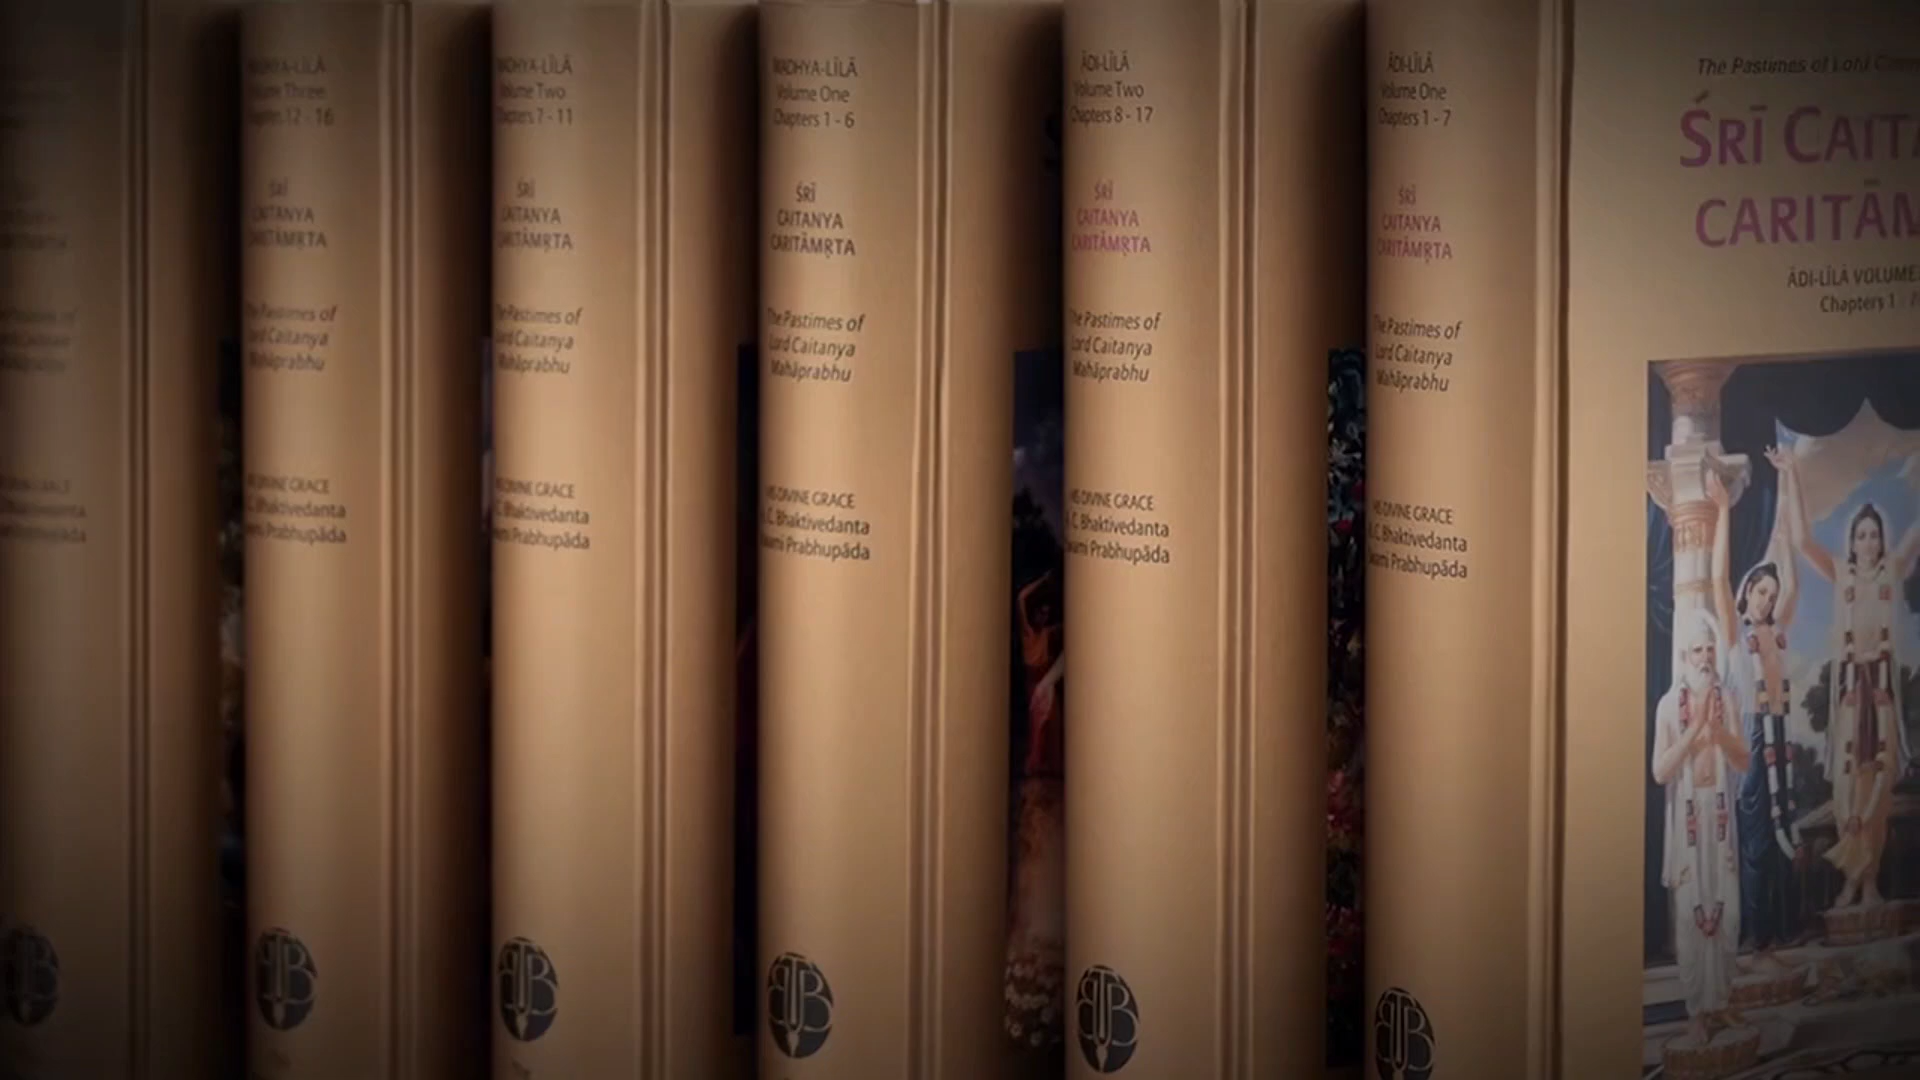 MADHYA-LĪLĀ
Volume Three
Chapters 12 - 16
ŚRĪ
CAITANYA
CARITĀMṚTA
The Pastimes of
Lord Caitanya
Mahāprabhu
HIS DIVINE GRACE
A.C. Bhaktivedanta
Swami Prabhupāda
MADHYA-LĪLĀ
Volume Two
Chapters 7 - 11
ŚRĪ
CAITANYA
CARITĀMṚTA
The Pastimes of
Lord Caitanya
Mahāprabhu
HIS DIVINE GRACE
A.C. Bhaktivedanta
Swami Prabhupāda
MADHYA-LĪLĀ
Volume One
Chapters 1 - 6
ŚRĪ
CAITANYA
CARITĀMṚTA
The Pastimes of
Lord Caitanya
Mahāprabhu
HIS DIVINE GRACE
A.C. Bhaktivedanta
Swami Prabhupāda
BBT
ĀDI-LĪLĀ
Volume Two
Chapters 8 - 17
ŚRĪ
CAITANYA
CARITĀMṚTA
The Pastimes of
Lord Caitanya
Mahāprabhu
HIS DIVINE GRACE
A.C. Bhaktivedanta
Swami Prabhupāda
BBT
ĀDI-LĪLĀ
Volume One
Chapters 1 - 7
ŚRĪ
CAITANYA
CARITĀMṚTA
The Pastimes of
Lord Caitanya
Mahāprabhu
HIS DIVINE GRACE
A.C. Bhaktivedanta
Swami Prabhupāda
BBT
The Pastimes of Lord
ŚRĪ CAITA
CARITĀM
ĀDI-LĪLĀ VOLUME
Chapters 1 - 7